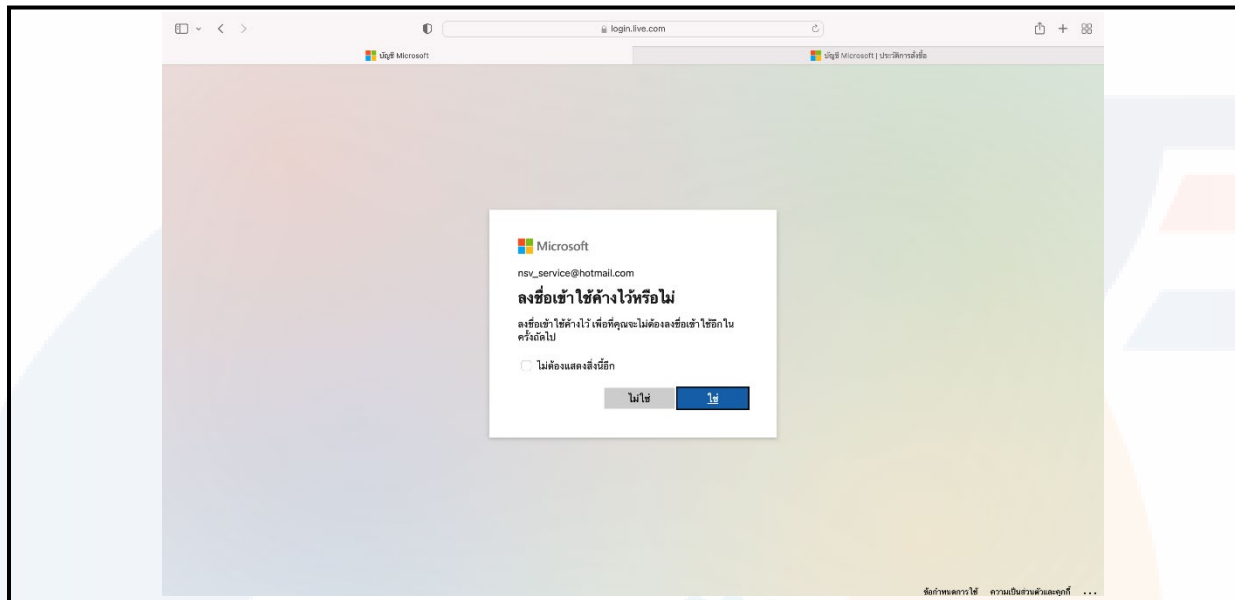 login.live.com
บัญชี Microsoft
บัญชี Microsoft | ประวัติการสั่งซื้อ
Microsoft
nsv_service@hotmail.com
ลงชื่อเข้าใช้ค้างไว้หรือไม่
ลงชื่อเข้าใช้ค้างไว้ เพื่อที่คุณจะไม่ต้องลงชื่อเข้าใช้อีกใน
ครั้งถัดไป
ไม่ต้องแสดงสิ่งนี้อีก
ไม่ใช่
ใช่
ข้อกำหนดการใช้ ความเป็นส่วนตัวและคุกกี้ ...